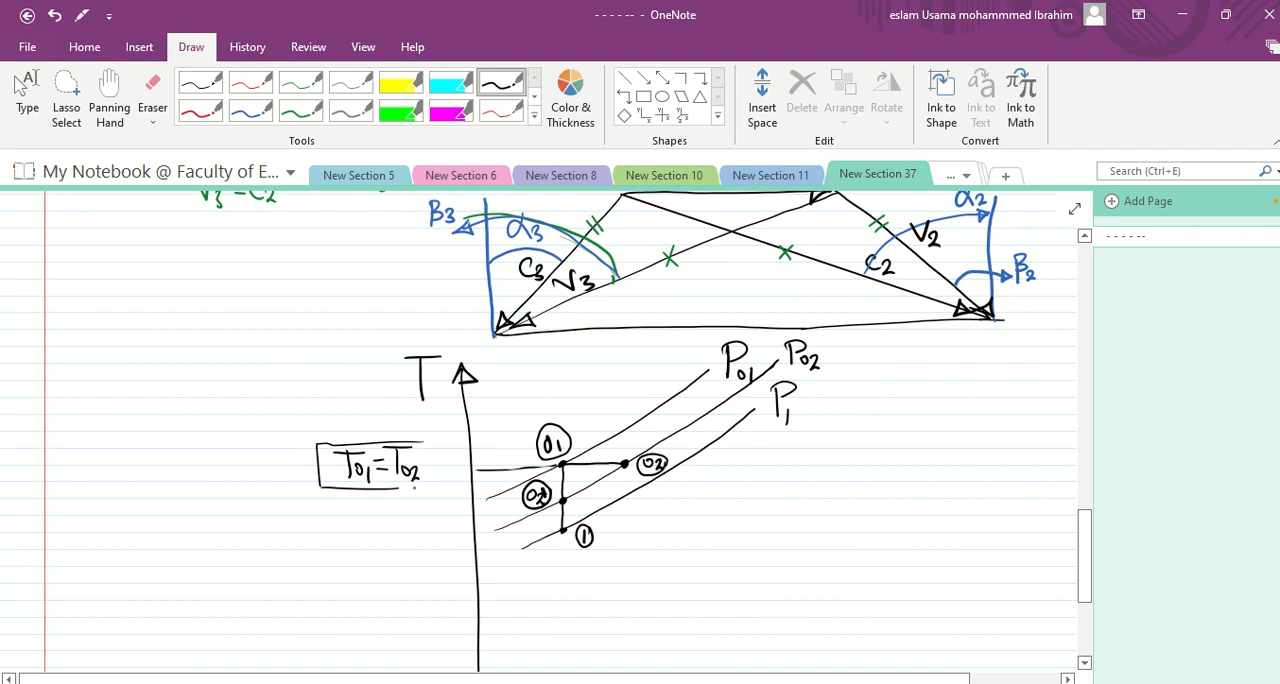 - - - - - - - OneNote
eslam Usama mohammmed Ibrahim
File Home Insert Draw History Review View Help
Type
Lasso Select
Panning Hand
Eraser
Color & Thickness
Insert Space
Delete
Arrange
Rotate
Ink to Shape
Ink to Text
Ink to Math
Tools
Shapes
Edit
Convert
My Notebook @ Faculty of E...
New Section 5
New Section 6
New Section 8
New Section 10
New Section 11
New Section 37
...
Search (Ctrl+E)
Add Page
- - - - - -
V3 = C2
β3
α3
α2
V2
C3
V3
C2
β2
T
P01
P02
P1
01
T01 = T02
02
02'
1